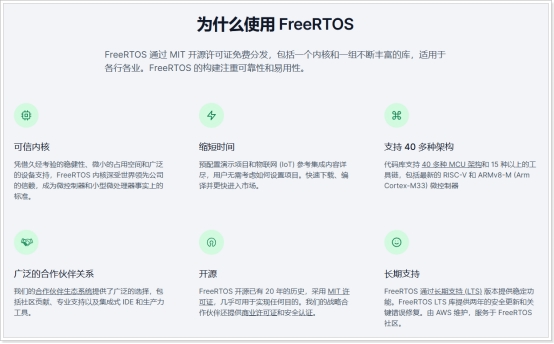 为什么使用 FreeRTOS
FreeRTOS 通过 MIT 开源许可证免费分发，包括一个内核和一组不断丰富的库，适用于
各行各业。FreeRTOS 的构建注重可靠性和易用性。
可信内核
凭借久经考验的稳健性、微小的占用空间和广泛
的设备支持，FreeRTOS 内核深受世界领先公司
的信赖，成为微控制器和小型微处理器事实上的
标准。
缩短时间
预配置演示项目和物联网 (IoT) 参考集成内容详
尽，用户无需考虑如何设置项目。快速下载、编
译并更快进入市场。
支持 40 多种架构
代码库支持 40 多种 MCU 架构和 15 种以上的工
具链，包括最新的 RISC-V 和 ARMv8-M (Arm
Cortex-M33) 微控制器
广泛的合作伙伴关系
我们的合作伙伴生态系统提供了广泛的选择，包
括社区贡献、专业支持以及集成式 IDE 和生产力
工具。
开源
FreeRTOS 开源已有 20 年的历史，采用 MIT 许
可证，几乎可用于实现任何目的。我们的战略合
作伙伴还提供商业许可证和安全认证。
长期支持
FreeRTOS 通过长期支持 (LTS) 版本提供稳定功
能。FreeRTOS LTS 库提供两年的安全更新和关
键错误修复。由 AWS 维护，服务于 FreeRTOS
社区。